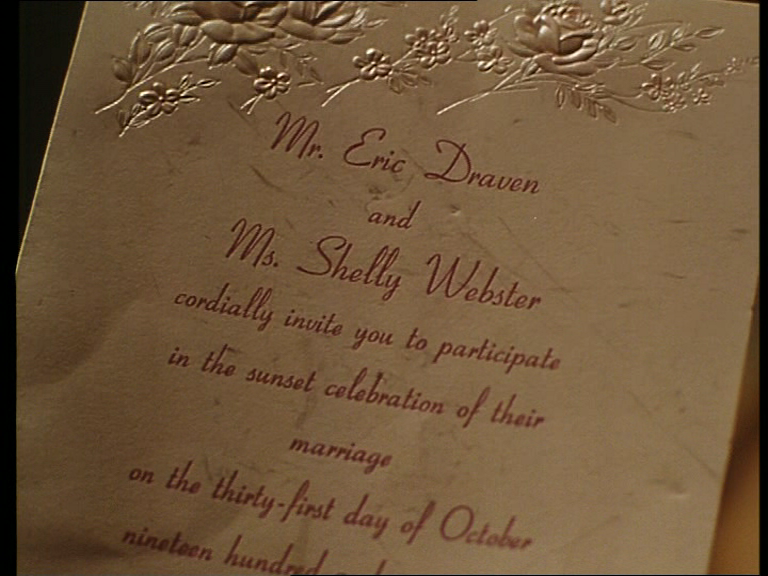 Mr. Eric Draven
and
Ms. Shelly Webster
cordially invite you to participate
in the sunset celebration of their
marriage
on the thirty-first day of October
nineteen hundred